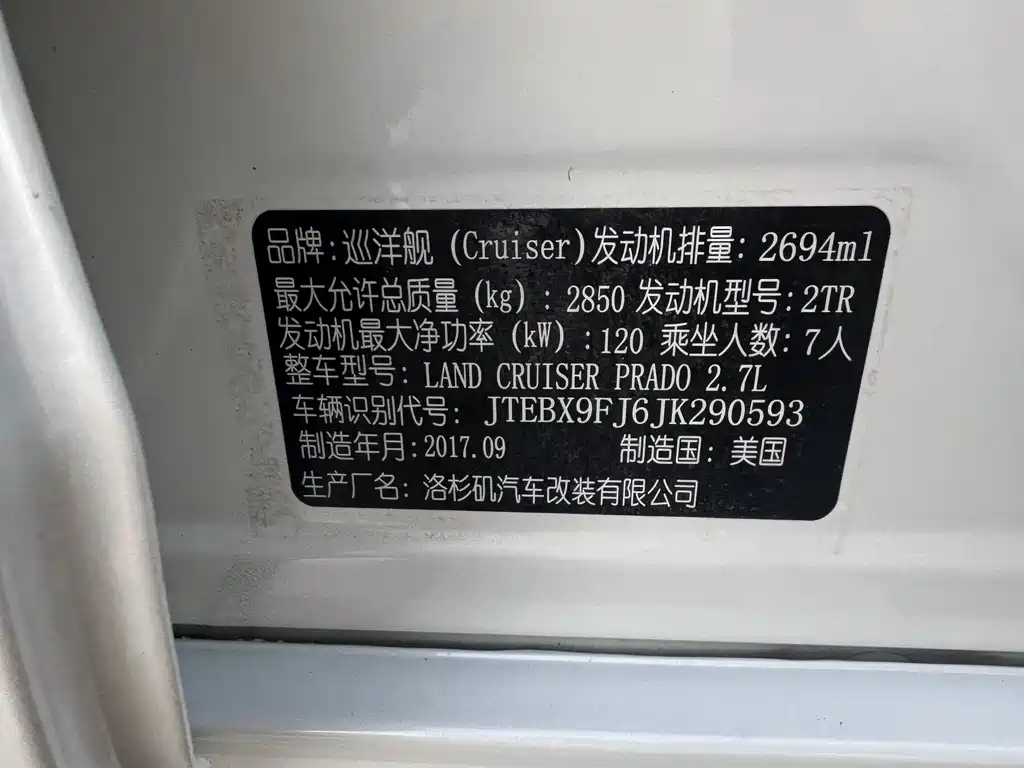 品牌:巡洋舰 (Cruiser)发动机排量: 2694ml
最大允许总质量(kg) : 2850 发动机型号:2TR
发动机最大净功率(kW) :120 乘坐人数: 7人
整车型号: LAND CRUISER PRADO 2.7L
车辆识别代号: JTEBX9FJ6JK290593
制造年月:2017.09 制造国: 美国
生产厂名: 洛杉矶汽车改装有限公司